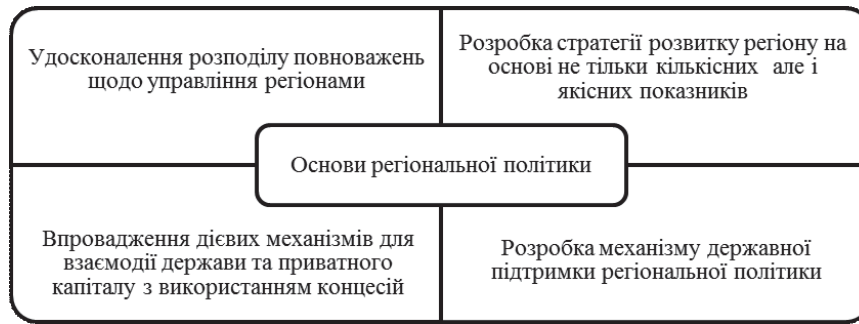 Удосконалення розподілу повноважень
щодо управління регіонами
Розробка стратегії розвитку регіону на
основі не тільки кількісних але і
якісних показників
Основи регіональної політики
Впровадження дієвих механізмів для
взаємодії держави та приватного
капіталу з використанням концесій
Розробка механізму державної
підтримки регіональної політики